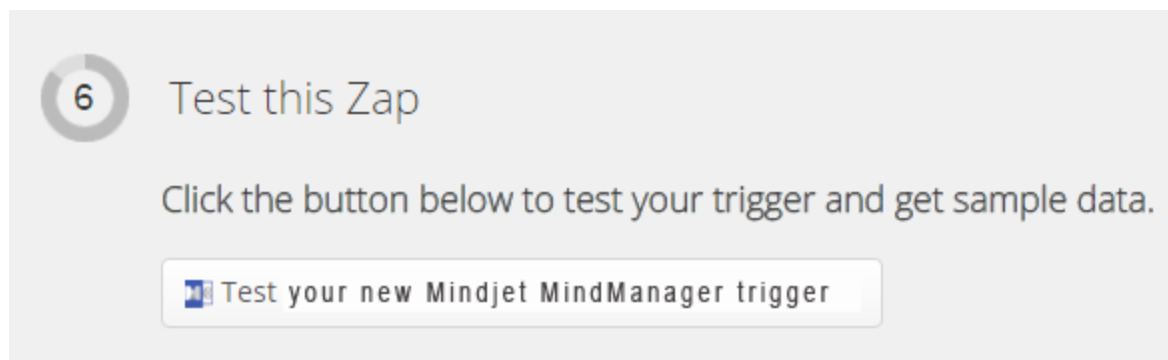 6
Test this Zap
Click the button below to test your trigger and get sample data.
Test your new Mindjet MindManager trigger